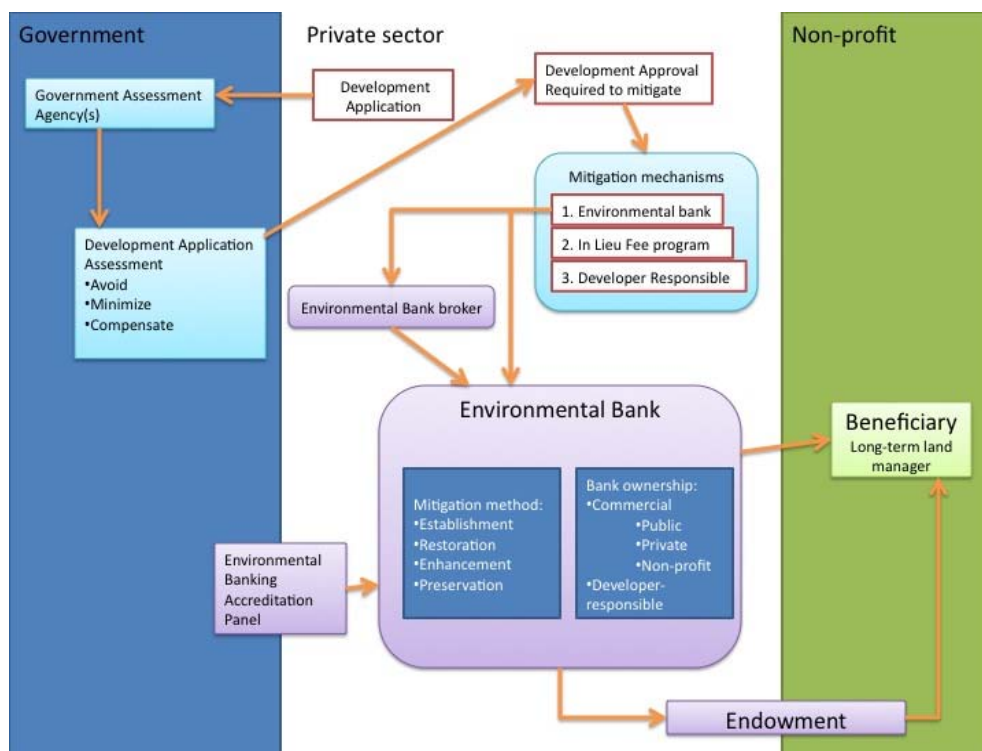 Government
Private sector
Non-profit
Government Assessment
Agency(s)
Development
Application
Development Approval
Required to mitigate
Mitigation mechanisms
1. Environmental bank
2. In Lieu Fee program
3. Developer Responsible
Development Application
Assessment
•Avoid
•Minimize
•Compensate
Environmental Bank broker
Environmental Bank
Mitigation method:
•Establishment
•Restoration
•Enhancement
•Preservation
Bank ownership:
•Commercial
•Public
•Private
•Non-profit
•Developer-
responsible
Beneficiary
Long-term land
manager
Environmental
Banking
Accreditation
Panel
Endowment